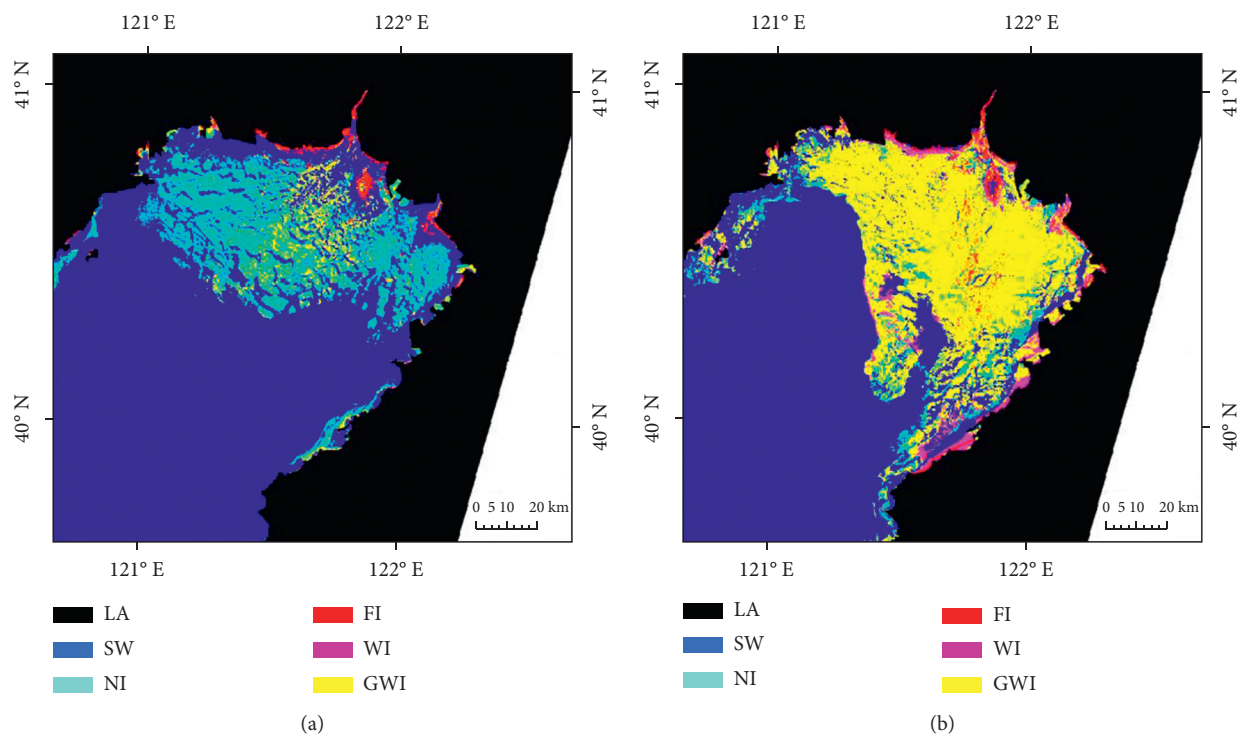 121° E 122° E 121° E 122° E
41° N 41° N 41° N 41° N
40° N 40° N 40° N 40° N
0 5 10 20 km 0 5 10 20 km
121° E 122° E 121° E 122° E
LA FI LA FI
SW WI SW WI
NI GWI NI GWI
(a) (b)